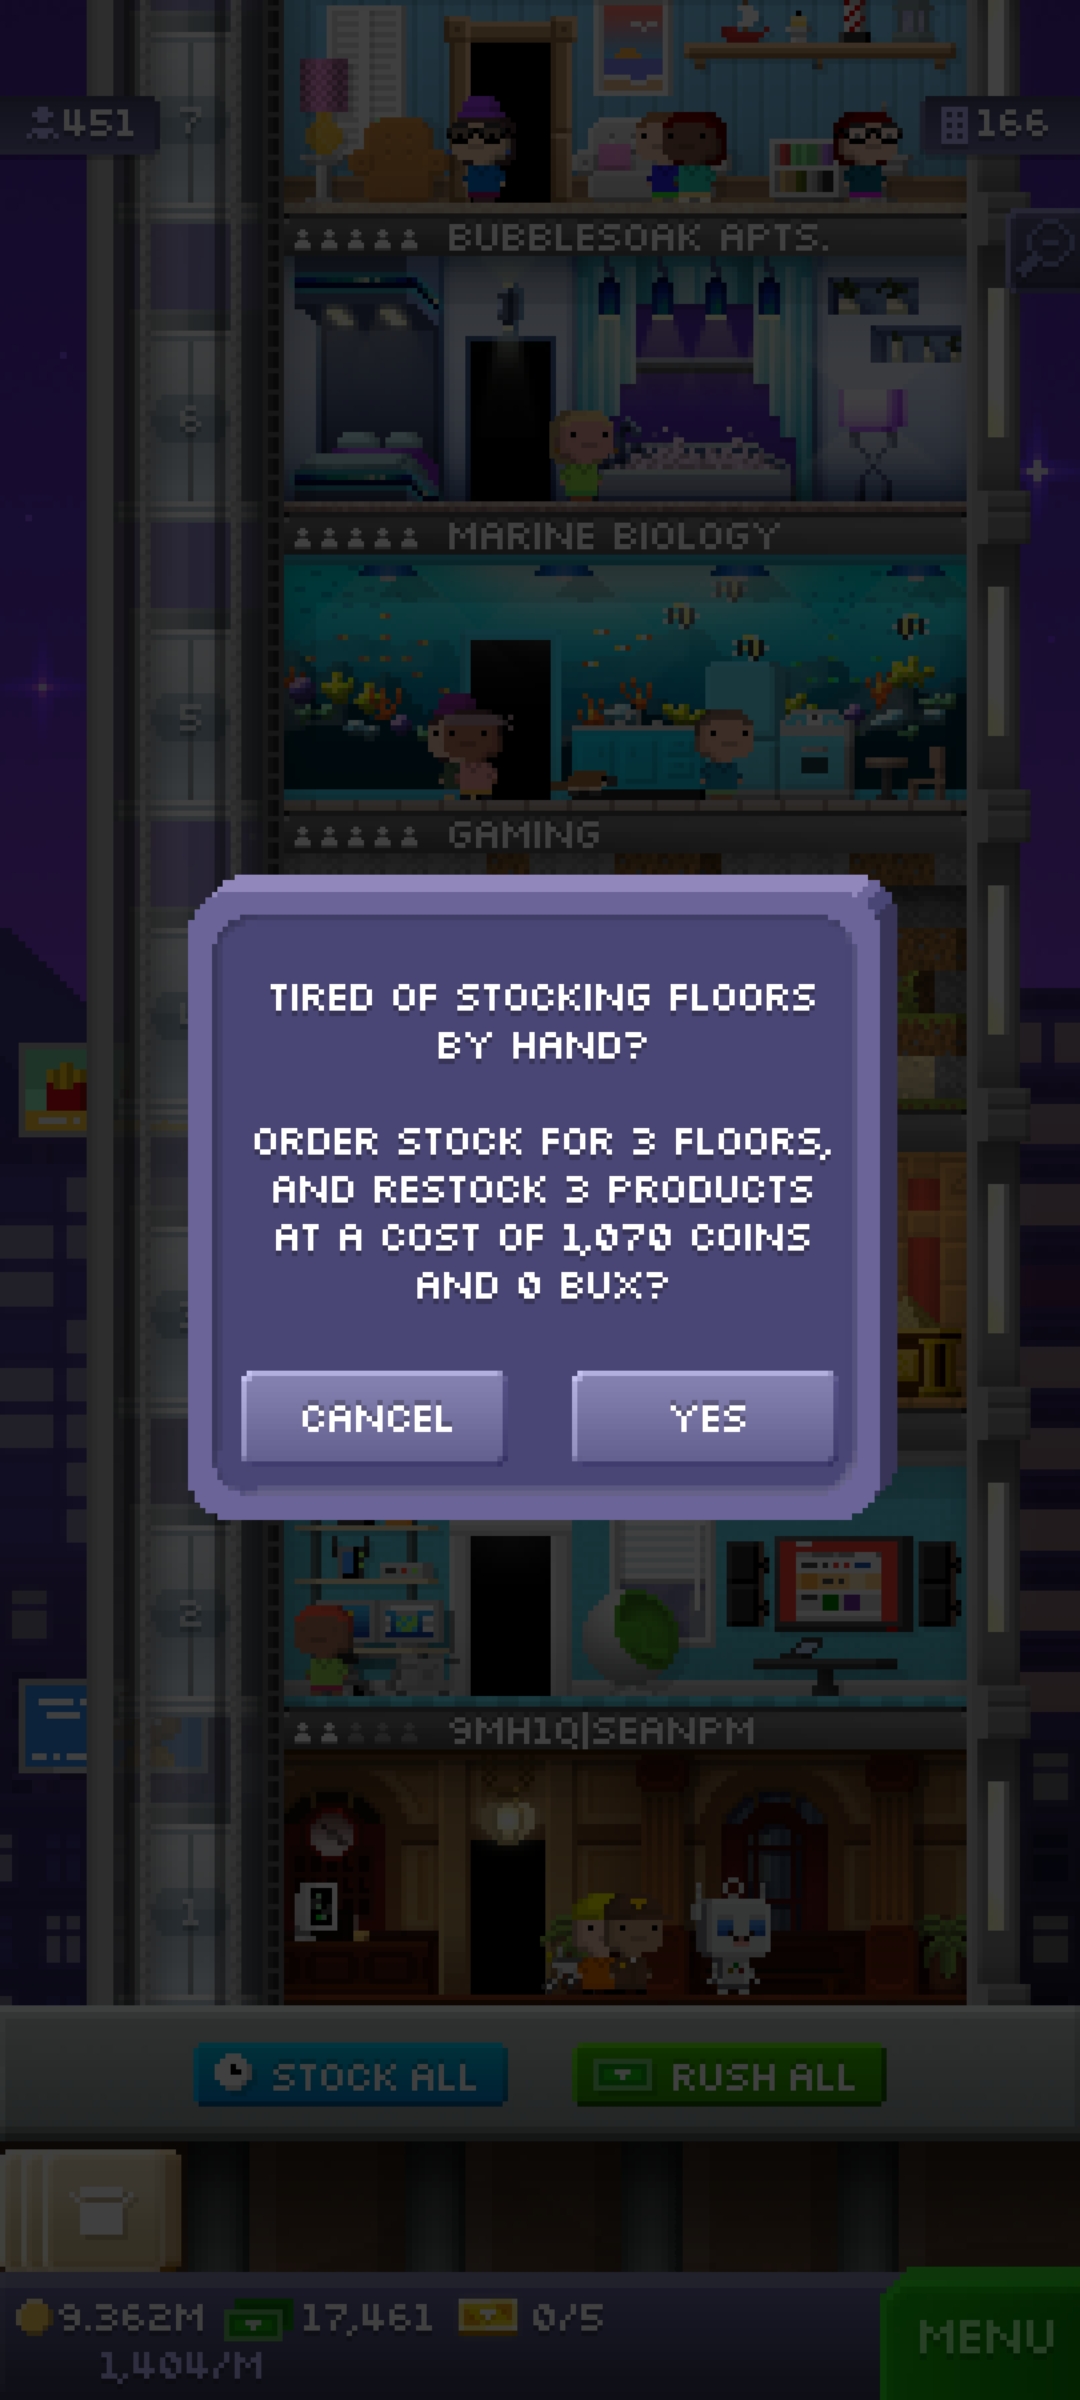 451
7
166
BUBBLESOAK APTS.
6
MARINE BIOLOGY
5
GAMING
TIRED OF STOCKING FLOORS
BY HAND?
ORDER STOCK FOR 3 FLOORS,
AND RESTOCK 3 PRODUCTS
AT A COST OF 1,070 COINS
AND 0 BUX?
CANCEL
YES
2
9MH1Q|SEANPM
1
STOCK ALL
RUSH ALL
9.362M
17,461
0/5
MENU
1,404/M